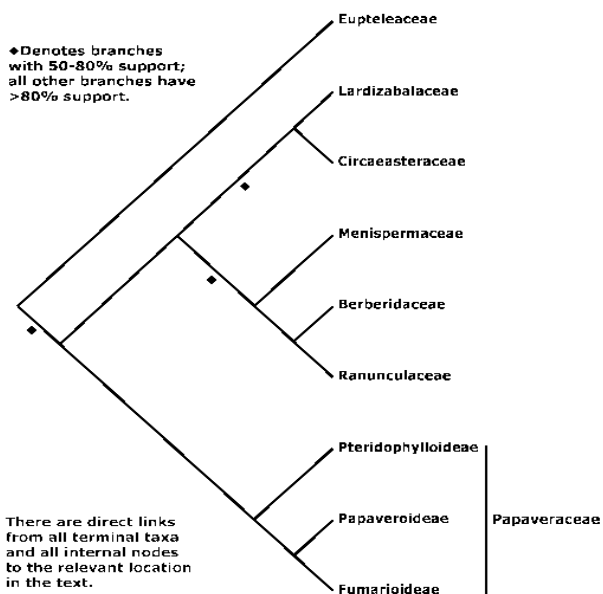 Eupteleaceae
◆Denotes branches
with 50-80% support;
all other branches have
>80% support.
Lardizabalaceae
Circaeasteraceae
Menispermaceae
Berberidaceae
Ranunculaceae
Pteridophylloideae
Papaveroideae
Papaveraceae
Fumarioideae
There are direct links
from all terminal taxa
and all internal nodes
to the relevant location
in the text.